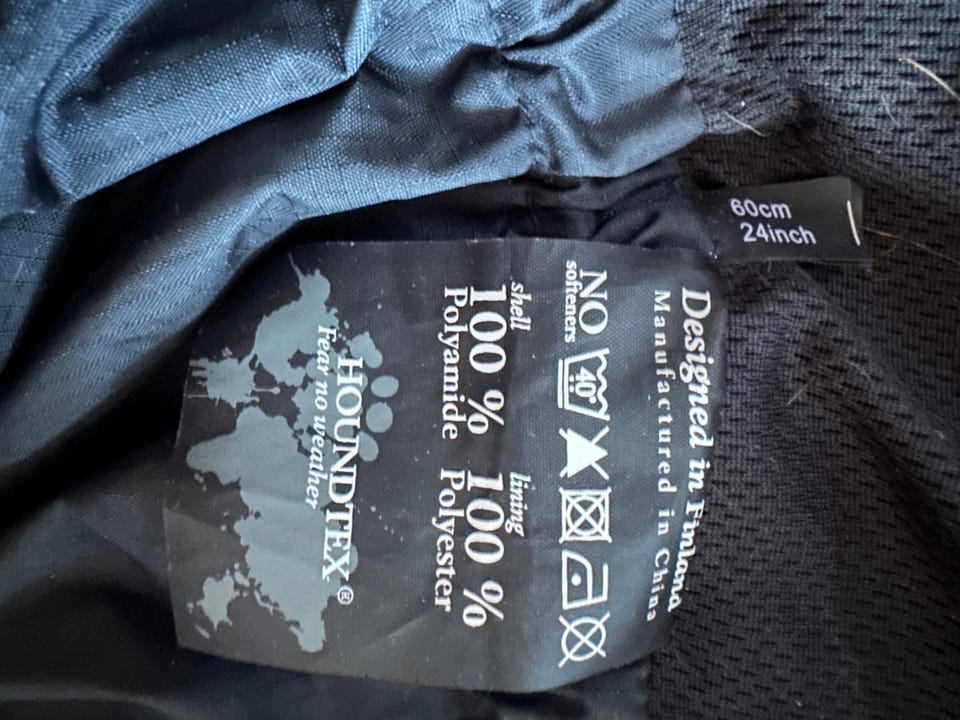 60cm
24inch
Designed in Finland
Manufactured in China
NO
softeners
40°
shell
100 %
Polyamide
lining
100 %
Polyester
HOUNDTEX®
Fear no weather